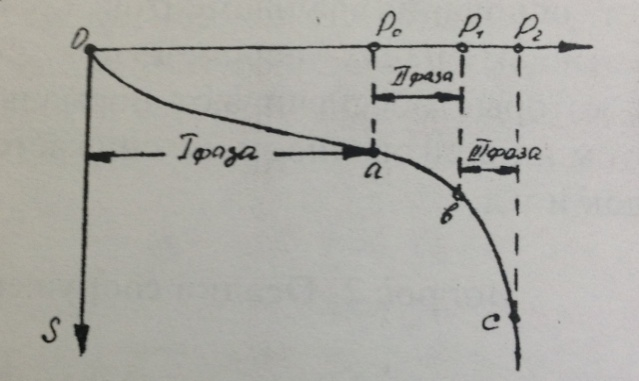 0 P₀ P₁ P₂
II фаза
I фаза
III фаза
a
в
S
c